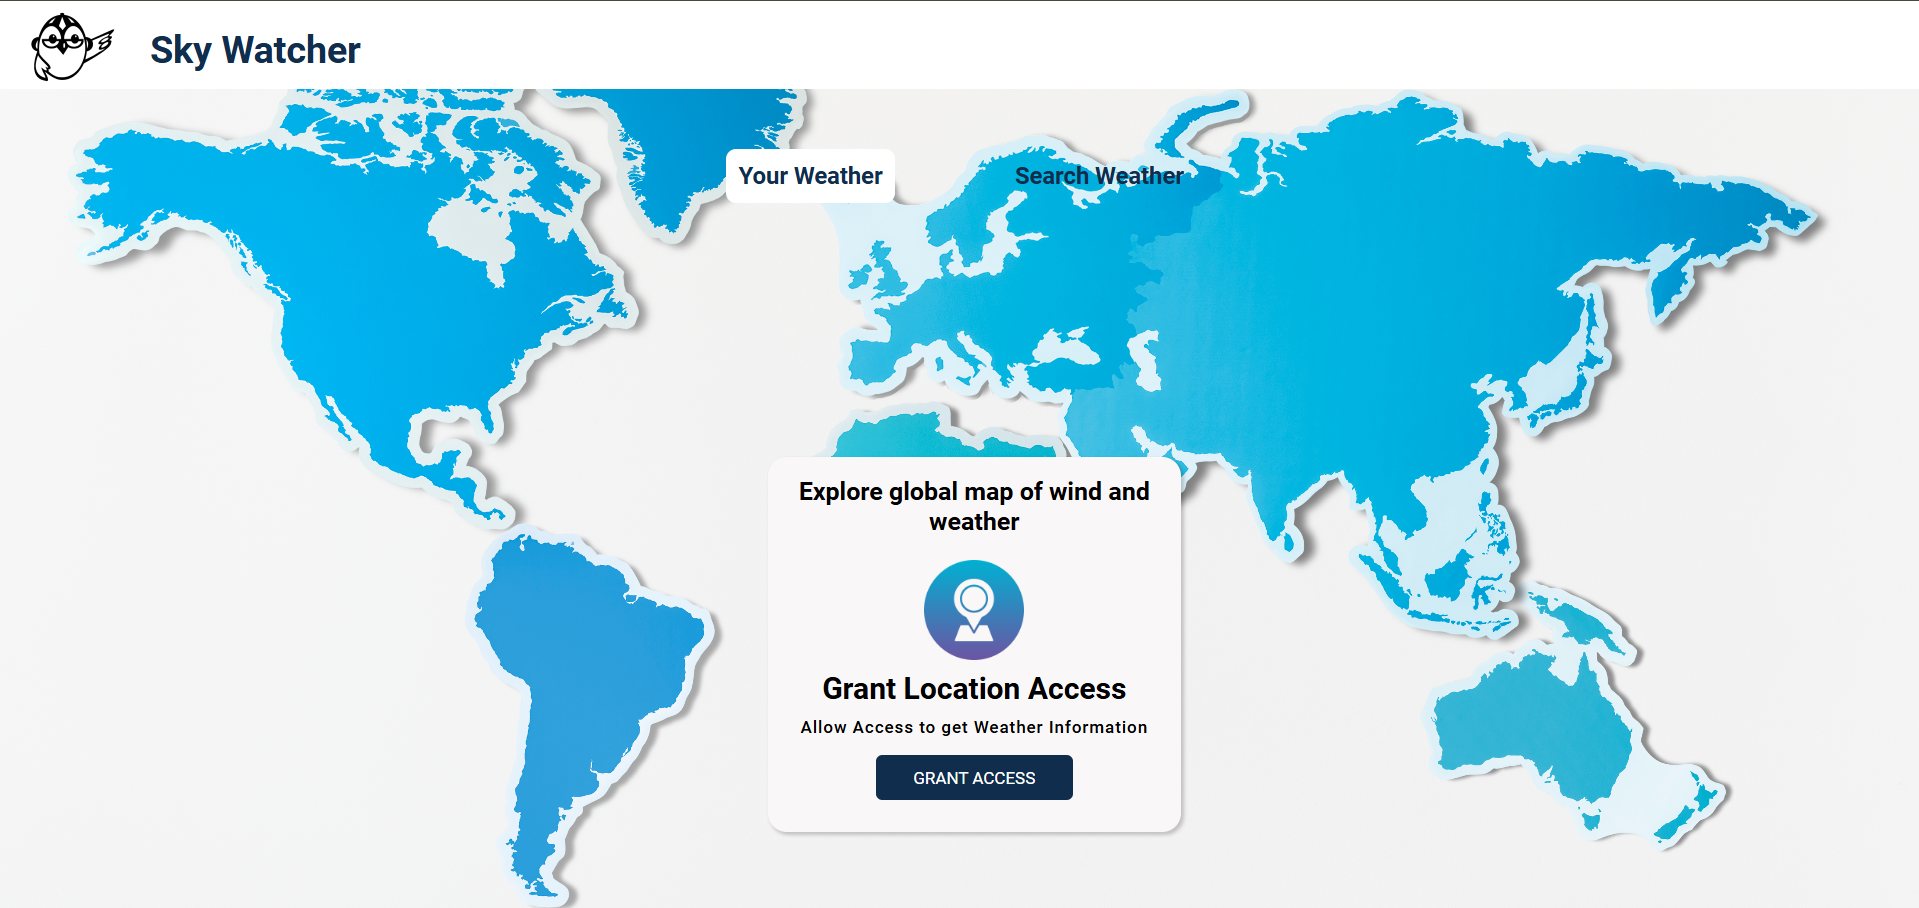 Sky Watcher
Your Weather
Search Weather
Explore global map of wind and
weather
Grant Location Access
Allow Access to get Weather Information
GRANT ACCESS